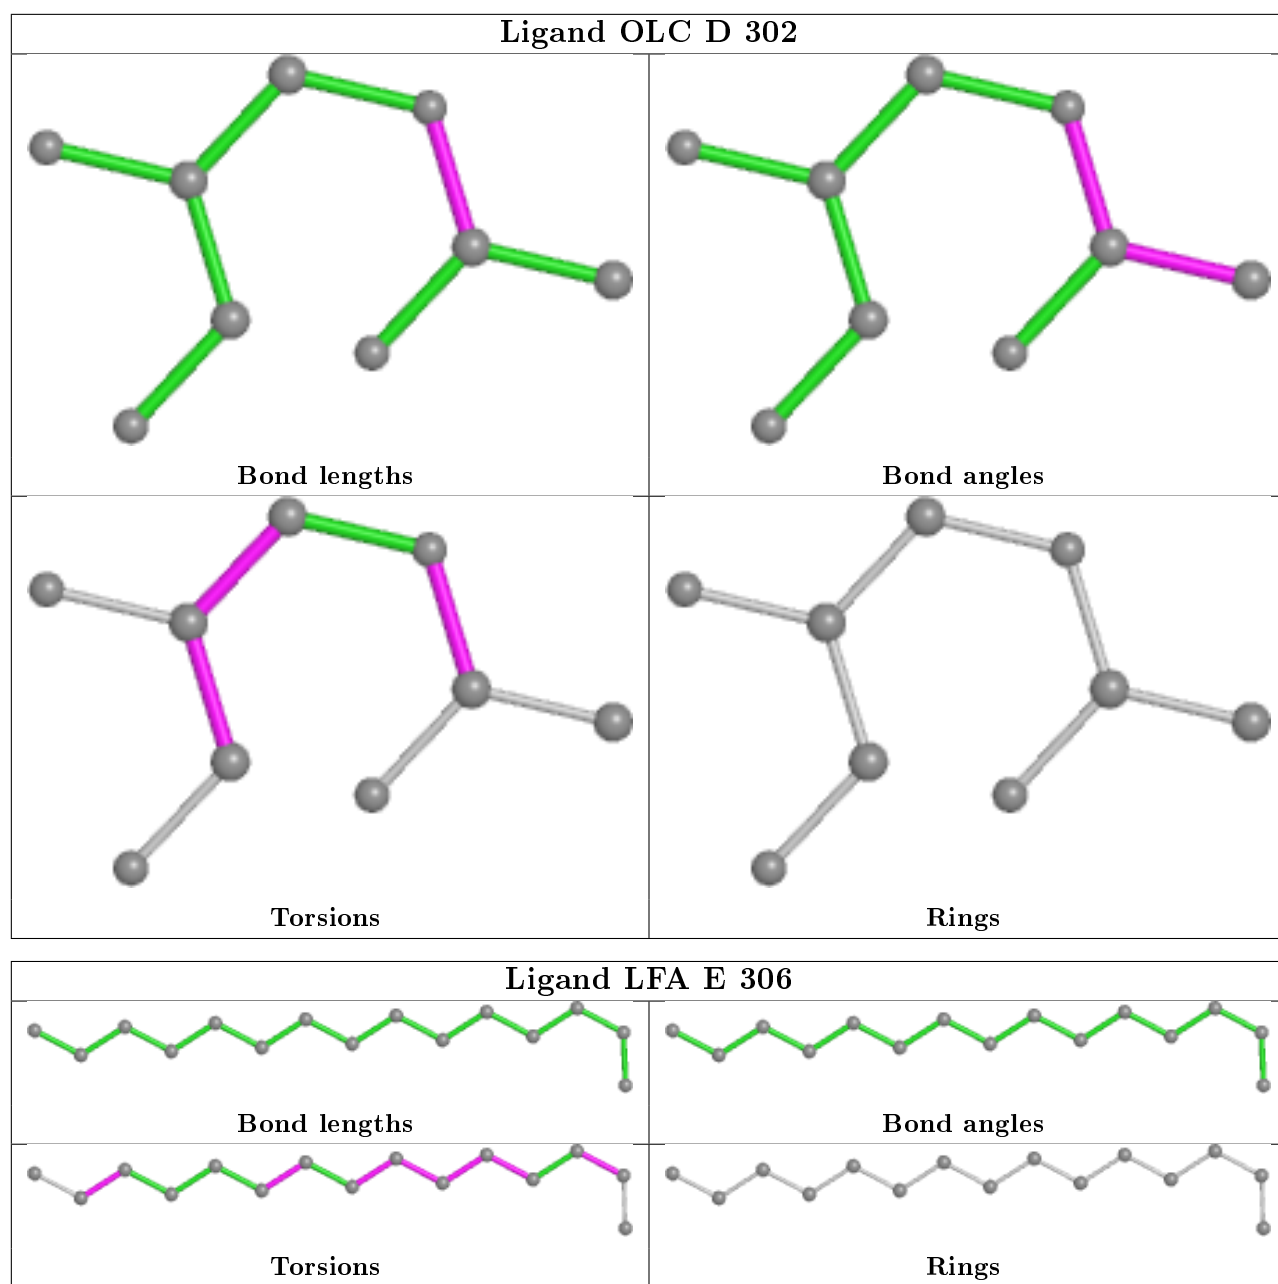 Ligand OLC D 302
Bond lengths
Bond angles
Torsions
Rings
Ligand LFA E 306
Bond lengths
Bond angles
Torsions
Rings